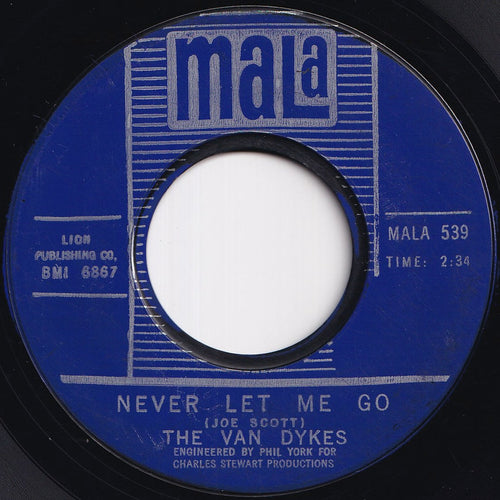 mala
LION
PUBLISHING CO,
BMI 6867
MALA 539
TIME: 2:34
NEVER LET ME GO
(JOE SCOTT)
THE VAN DYKES
ENGINEERED BY PHIL YORK FOR
CHARLES STEWART PRODUCTIONS